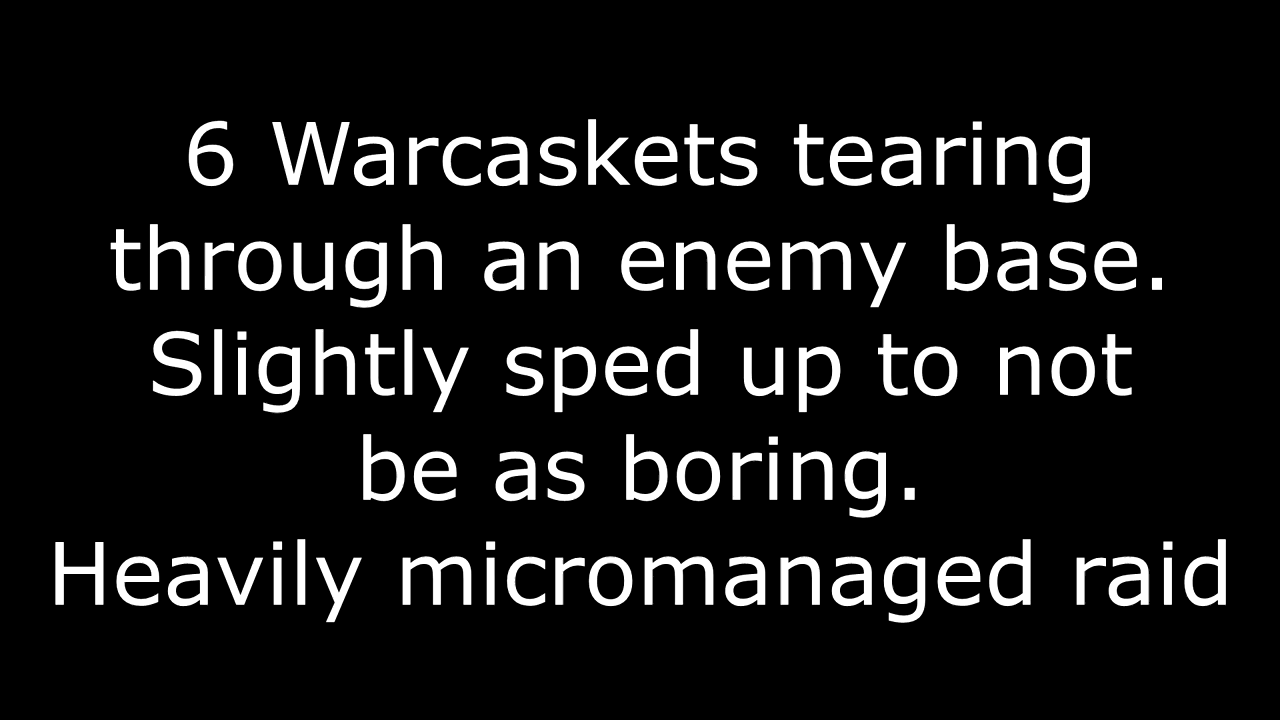 6 Warcaskets tearing
through an enemy base.
Slightly sped up to not
be as boring.
Heavily micromanaged raid